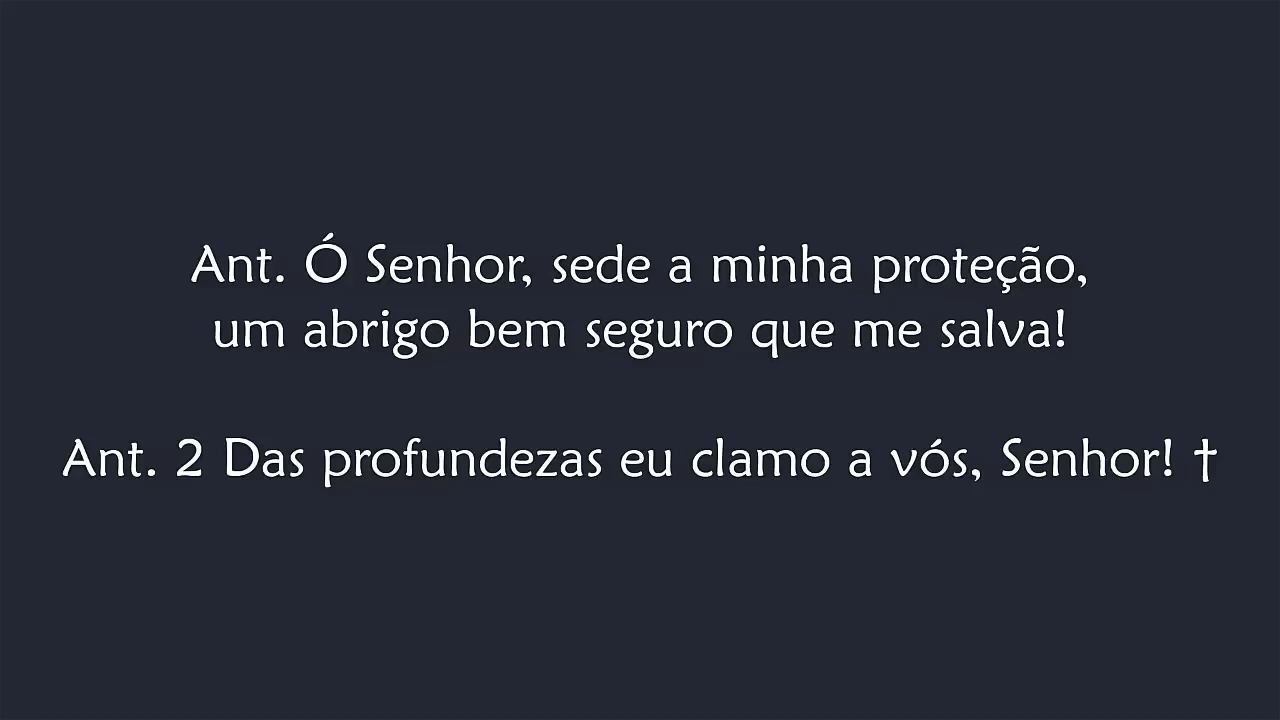 Ant. Ó Senhor, sede a minha proteção,
um abrigo bem seguro que me salva!
Ant. 2 Das profundezas eu clamo a vós, Senhor! †